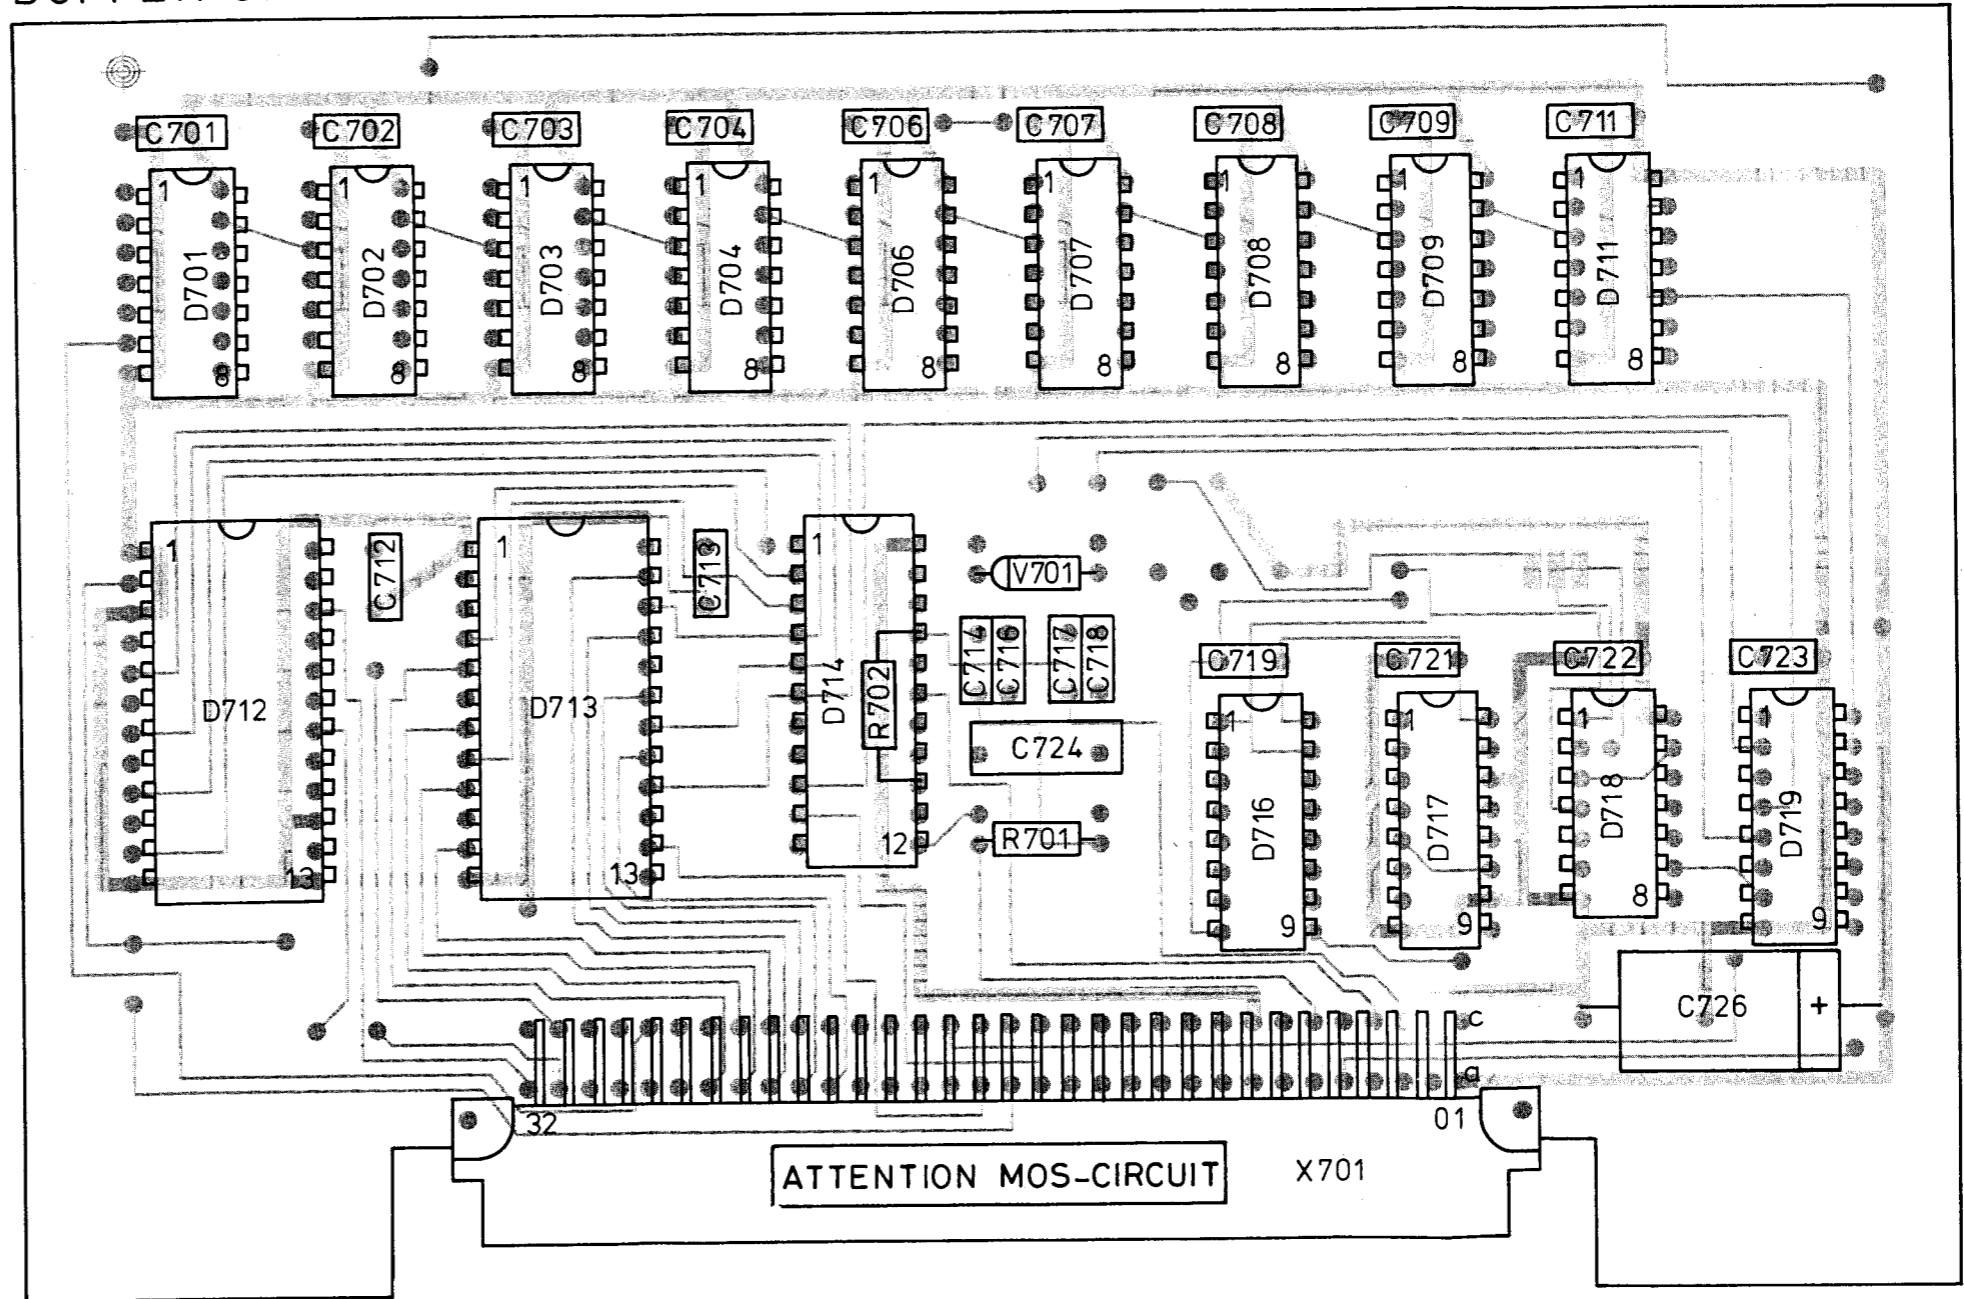 C701 C702 C703 C704 C706 C707 C708 C709 C711
1 1 1 1 1 1 1 1 1
D701 D702 D703 D704 D706 D707 D708 D709 D711
8 8 8 8 8 8 8 8 8
1 C712 1 C713 1 V701
C714 C716 C717 C718
C719 C721 C722 C723
D712 D713 D714 R702 1 1 1 1
C724
D716 D717 D718 D719
12 R701
13 13
9 9 8 9
C726 +
c
a
32 01
ATTENTION MOS-CIRCUIT X701